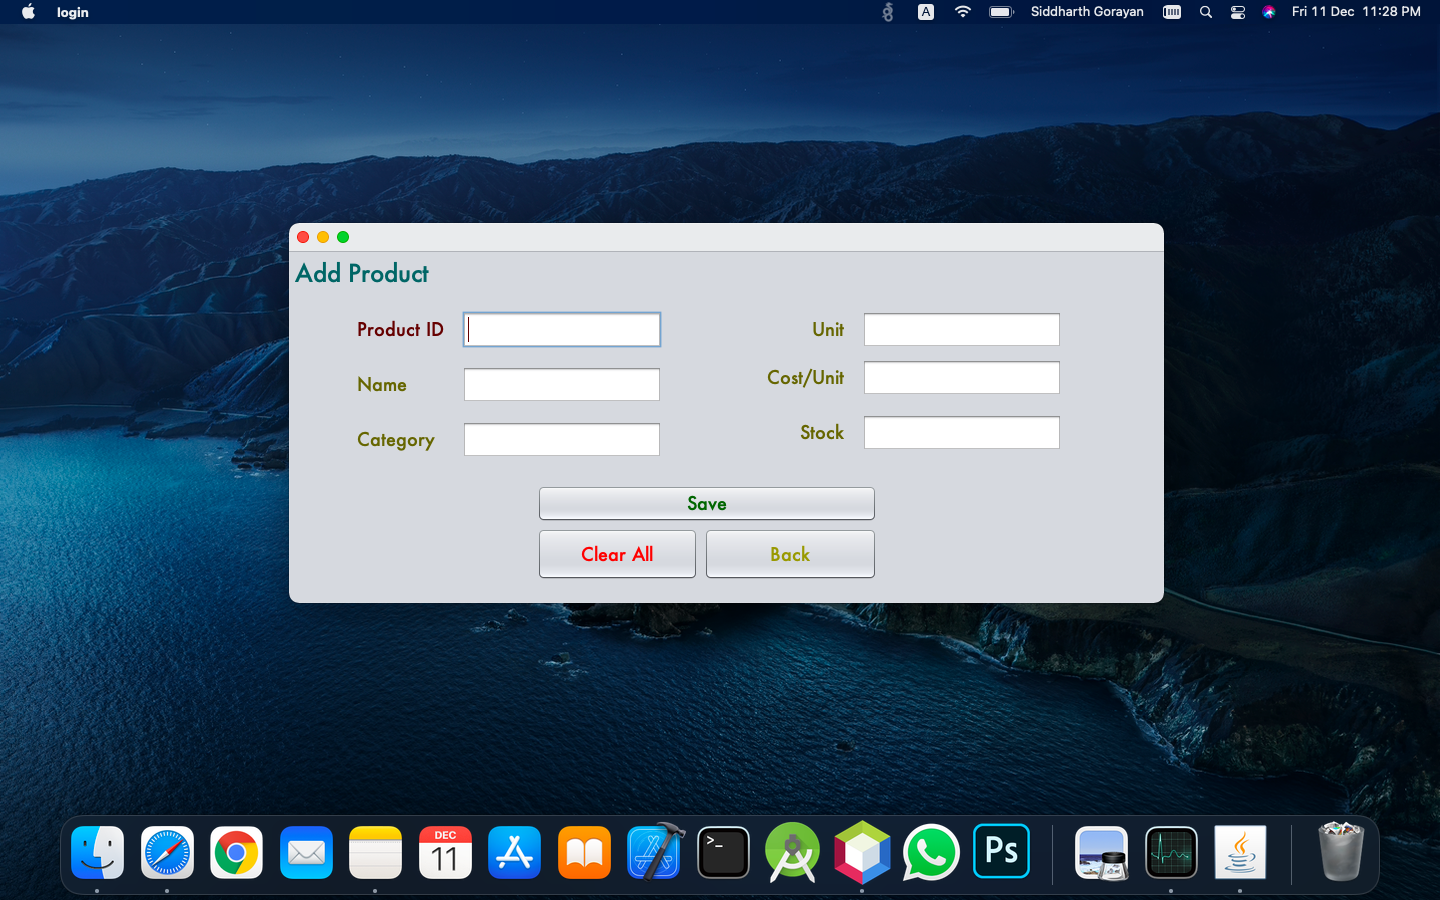 login
A
Siddharth Gorayan
Fri 11 Dec 11:28 PM
Add Product
Product ID
Unit
Name
Cost/Unit
Category
Stock
Save
Clear All
Back
DEC
11
>_
Ps